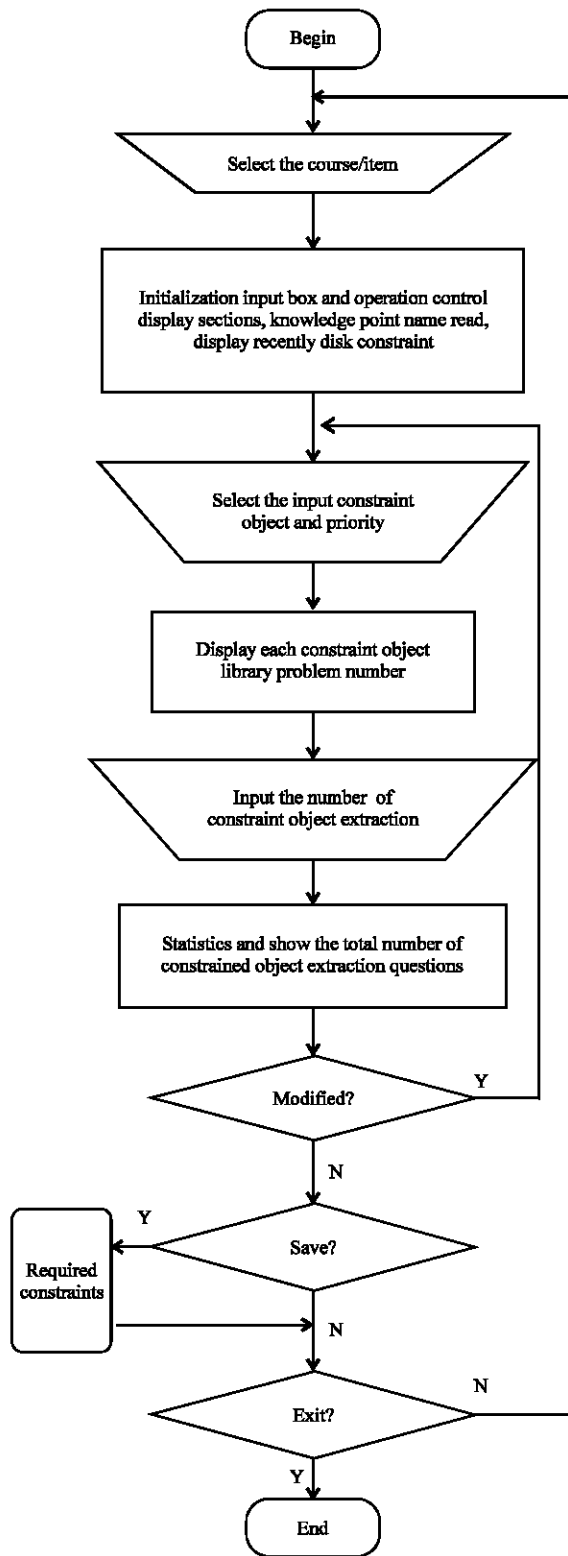 Begin
Select the course/item
Initialization input box and operation control
display sections, knowledge point name read,
display recently disk constraint
Select the input constraint
object and priority
Display each constraint object
library problem number
Input the number of
constraint object extraction
Statistics and show the total number of
constrained object extraction questions
Modified?
Y
N
Y
Save?
Required
constraints
N
Exit?
N
Y
End